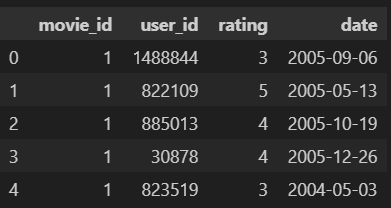 movie_id user_id rating date
0 1 1488844 3 2005-09-06
1 1 822109 5 2005-05-13
2 1 885013 4 2005-10-19
3 1 30878 4 2005-12-26
4 1 823519 3 2004-05-03